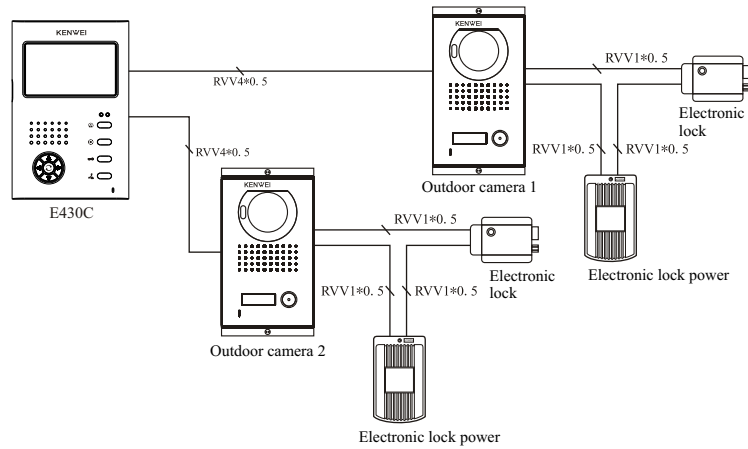 KENWEI
KENWEI
RVV1*0. 5
RVV4*0. 5
Electronic
lock
RVV1*0. 5
RVV1*0. 5
RVV4*0. 5
Outdoor camera 1
KENWEI
E430C
RVV1*0. 5
Electronic lock power
Electronic
lock
RVV1*0. 5
RVV1*0. 5
Outdoor camera 2
Electronic lock power